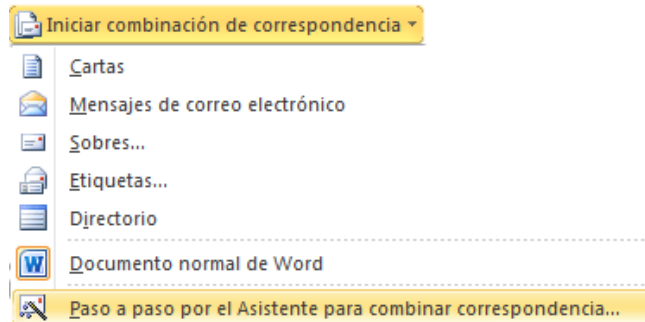 Iniciar combinación de correspondencia
Cartas
Mensajes de correo electrónico
Sobres...
Etiquetas...
Directorio
W
Documento normal de Word
Paso a paso por el Asistente para combinar correspondencia...